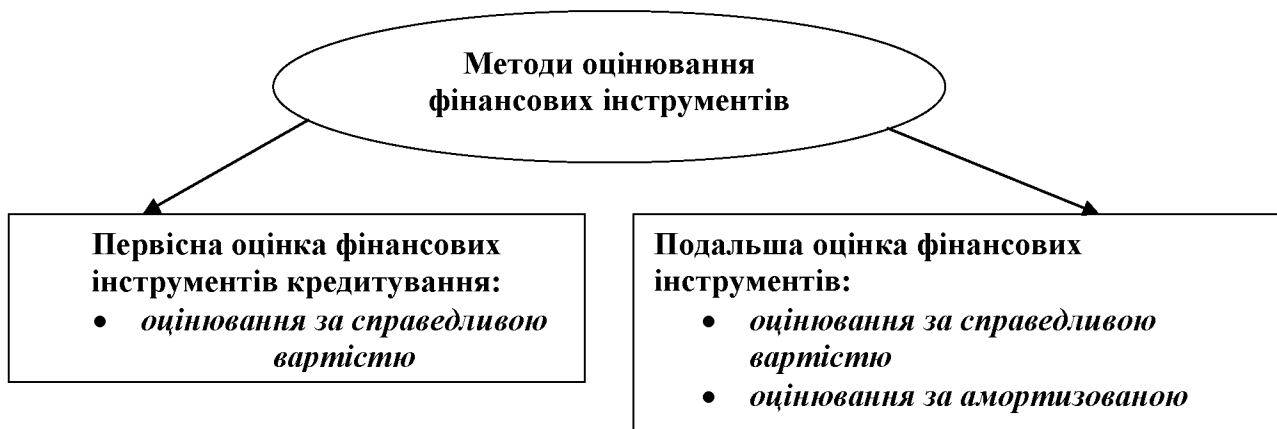 Методи оцінювання
фінансових інструментів
Первісна оцінка фінансових
інструментів кредитування:
• оцінювання за справедливою
вартістю
Подальша оцінка фінансових
інструментів:
• оцінювання за справедливою
вартістю
• оцінювання за амортизованою